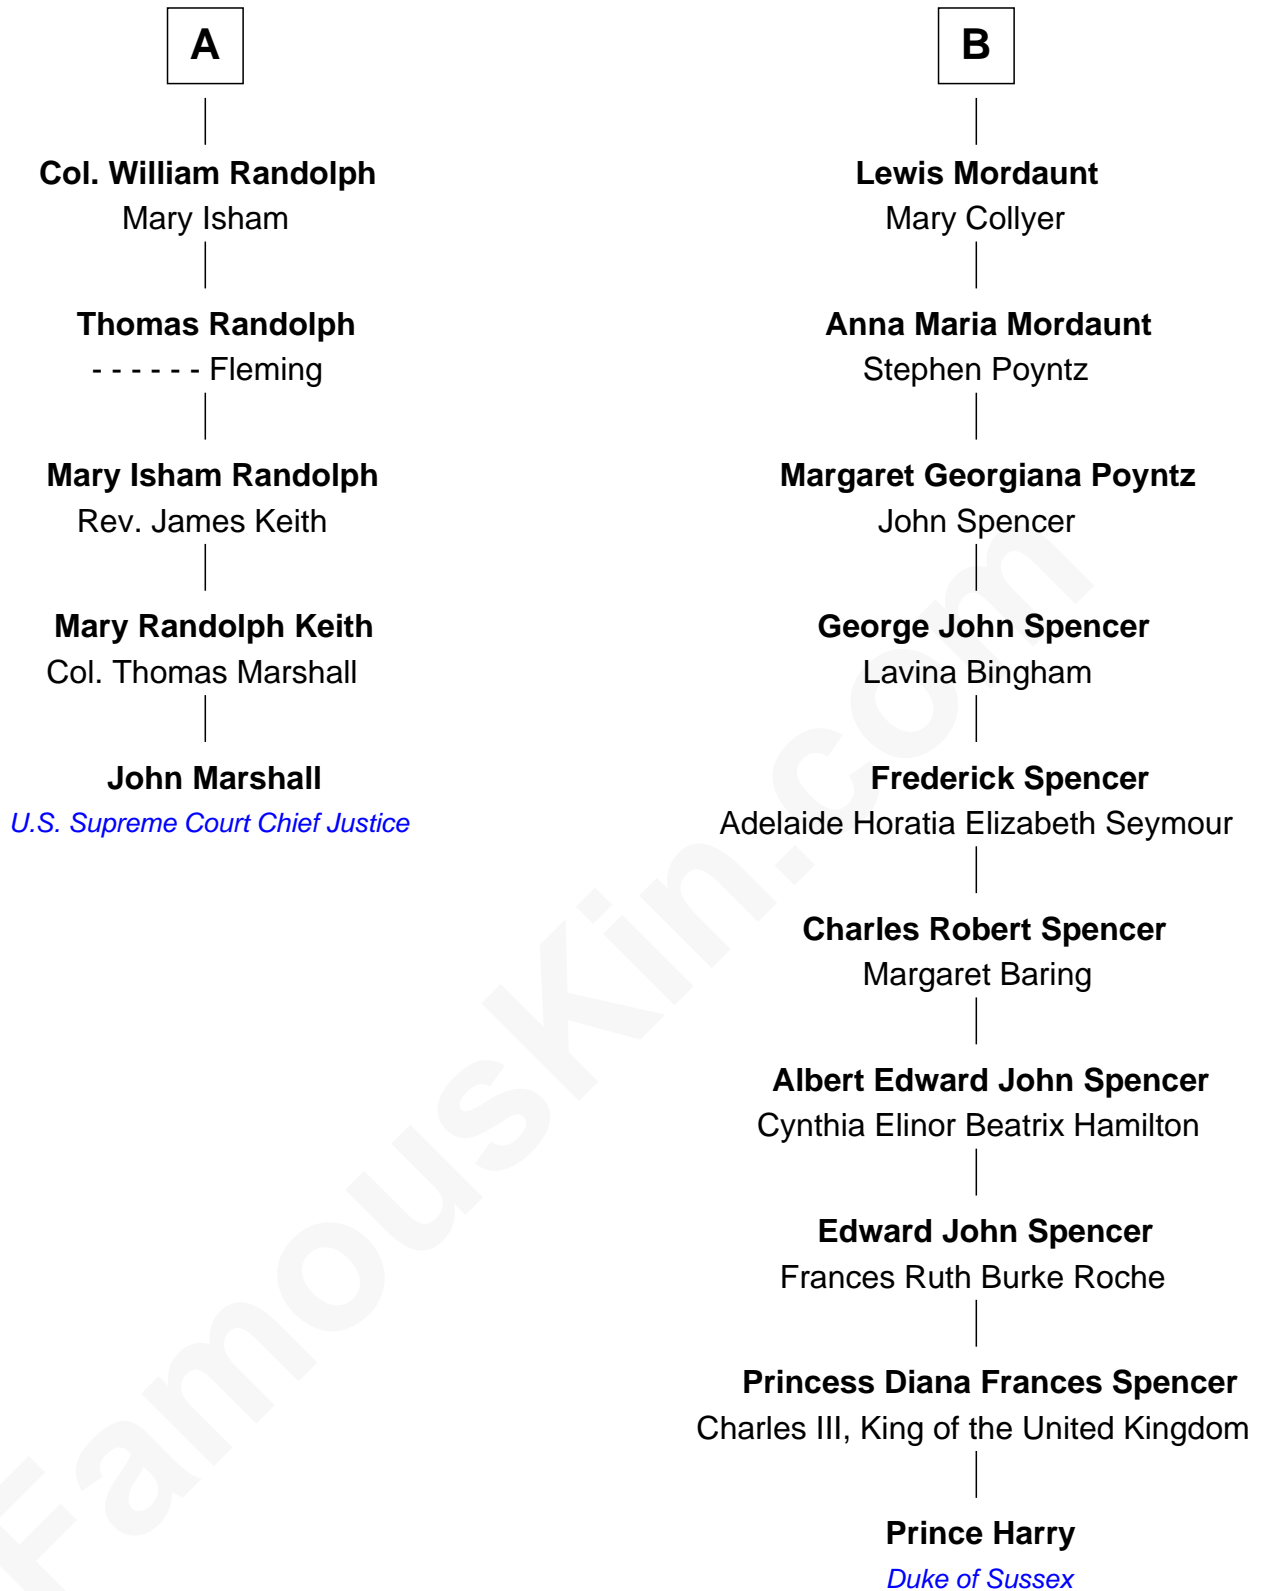 A
Col. William Randolph
Mary Isham
Thomas Randolph
- - - - - - Fleming
Mary Isham Randolph
Rev. James Keith
Mary Randolph Keith
Col. Thomas Marshall
John Marshall
U.S. Supreme Court Chief Justice
B
Lewis Mordaunt
Mary Collyer
Anna Maria Mordaunt
Stephen Poyntz
Margaret Georgiana Poyntz
John Spencer
George John Spencer
Lavina Bingham
Frederick Spencer
Adelaide Horatia Elizabeth Seymour
Charles Robert Spencer
Margaret Baring
Albert Edward John Spencer
Cynthia Elinor Beatrix Hamilton
Edward John Spencer
Frances Ruth Burke Roche
Princess Diana Frances Spencer
Charles III, King of the United Kingdom
Prince Harry
Duke of Sussex
FamousKin.com